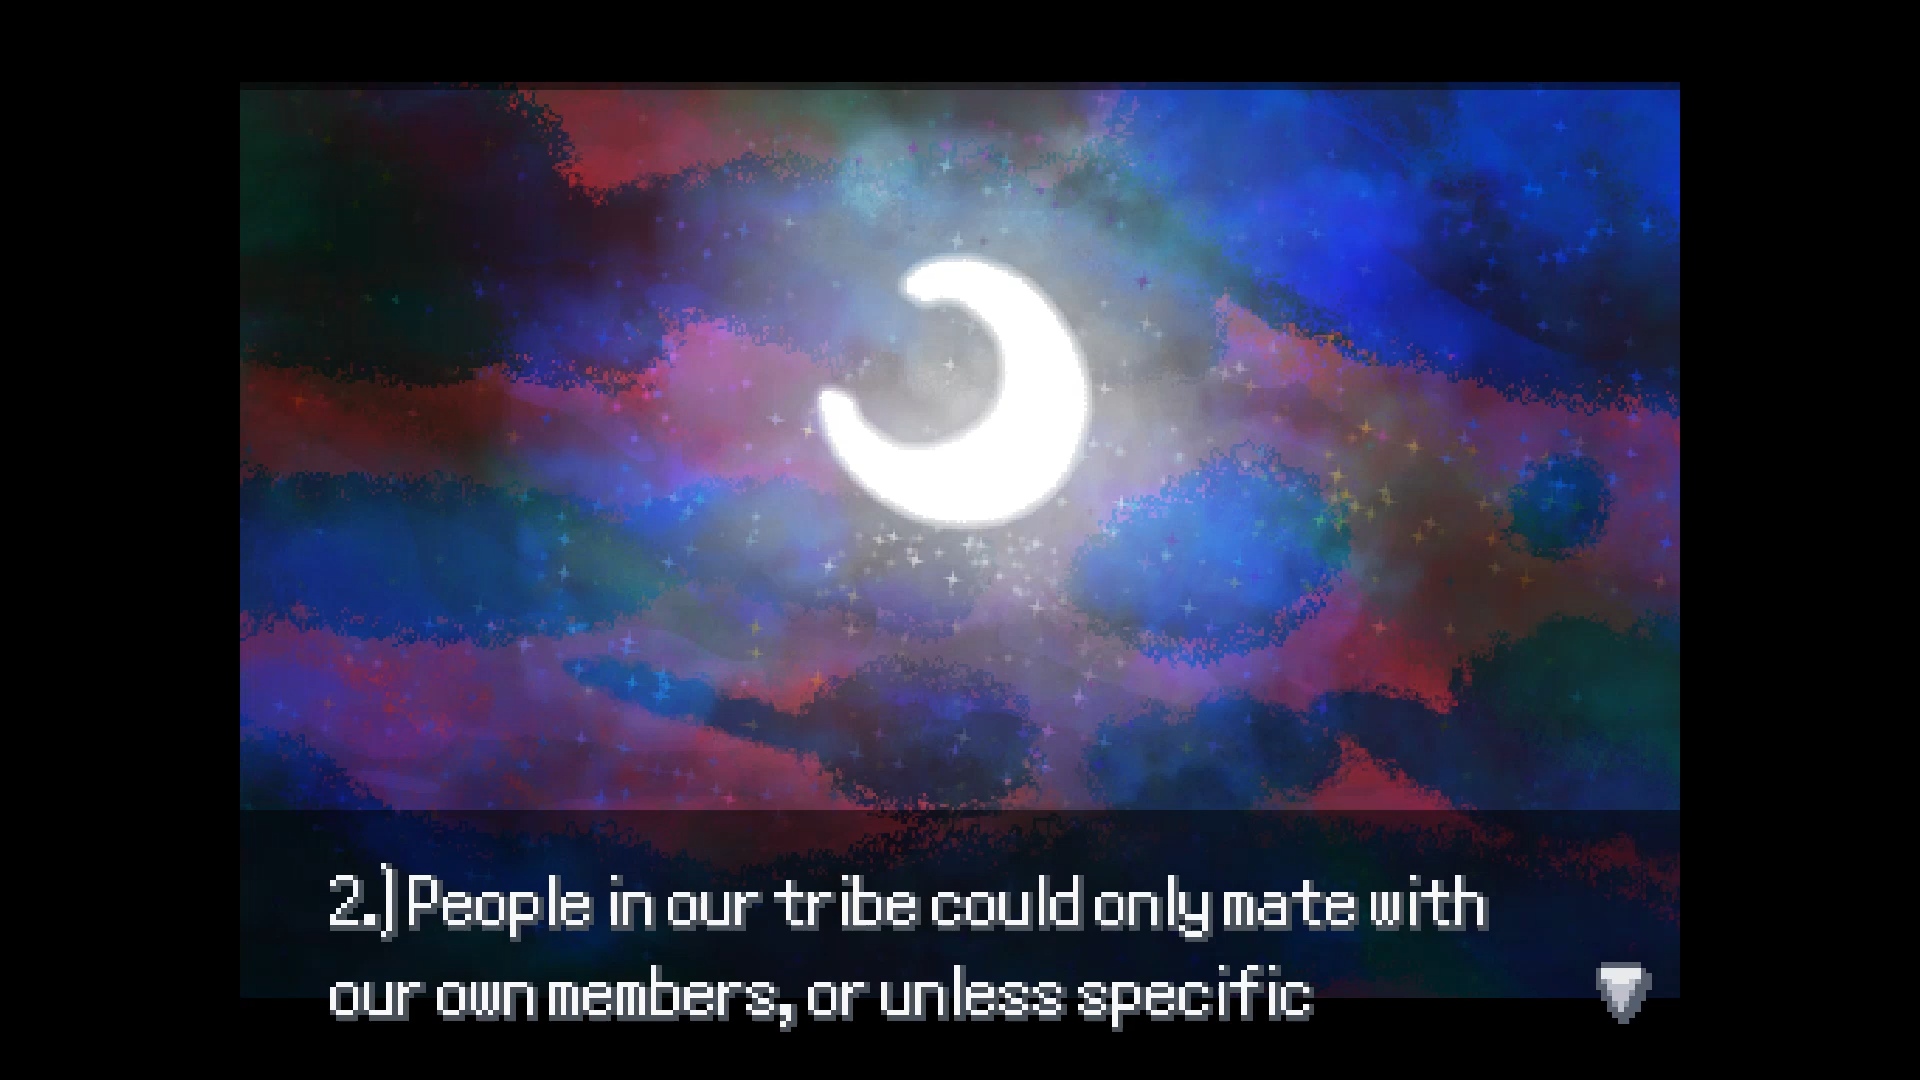 2.) People in our tribe could only mate with
our own members, or unless specific